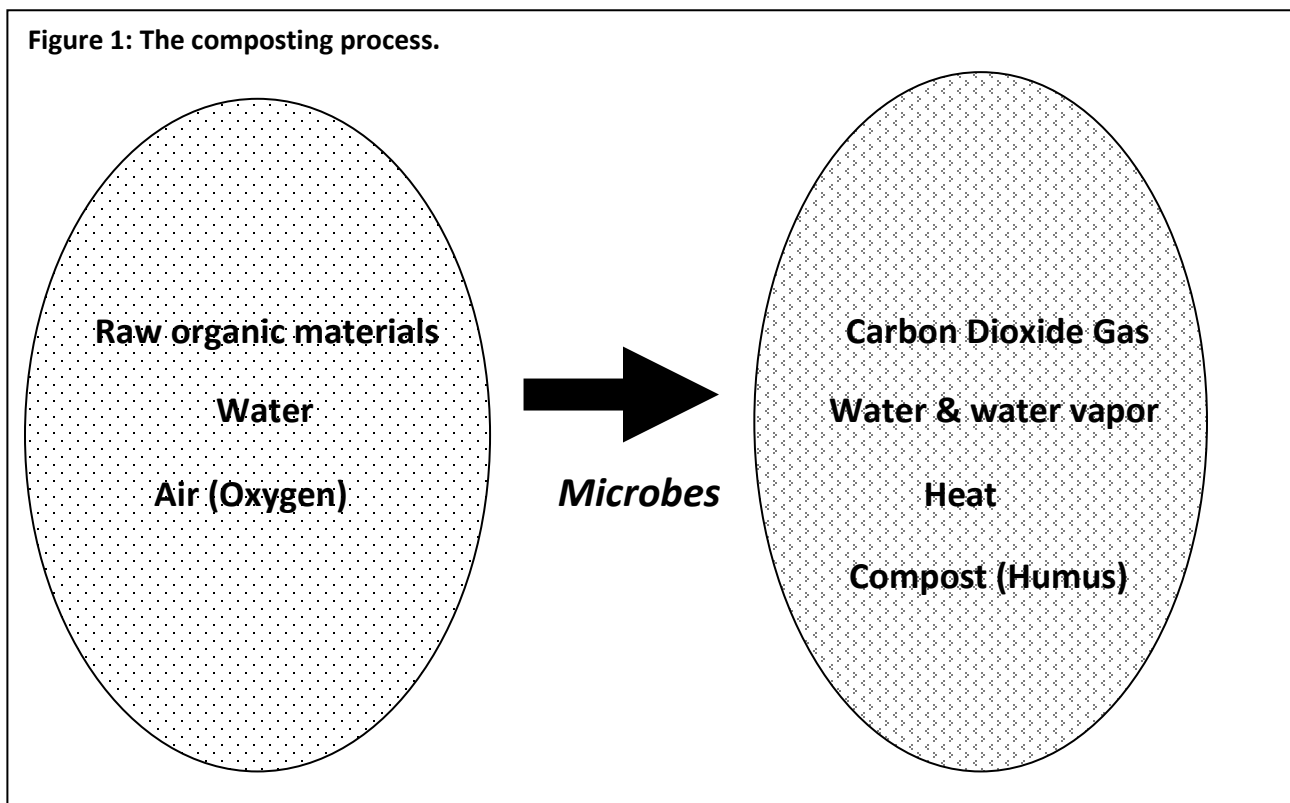 Figure 1: The composting process.
Raw organic materials
Water
Air (Oxygen)
Microbes
Carbon Dioxide Gas
Water & water vapor
Heat
Compost (Humus)